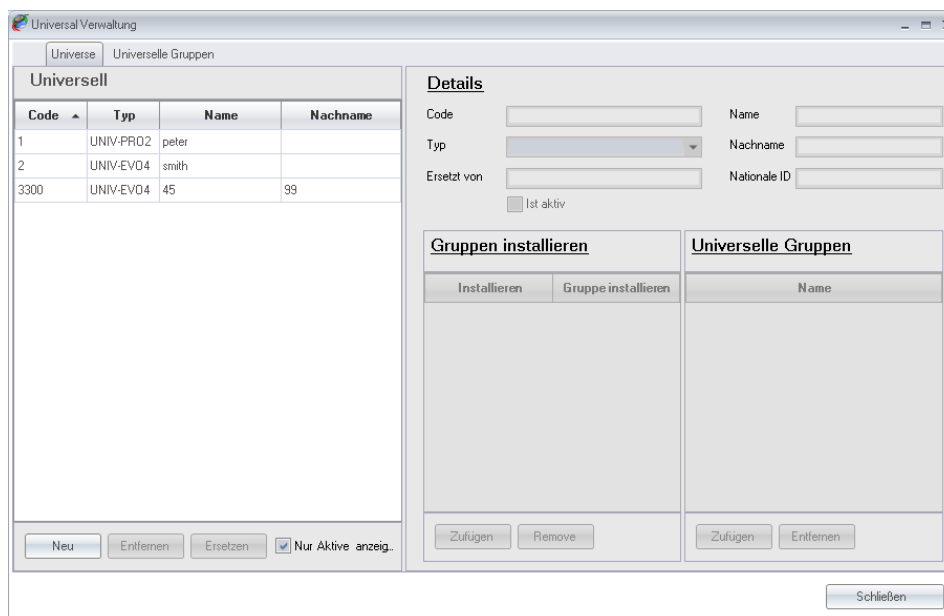 Universal Verwaltung
Universe Universelle Gruppen
Universell
Code Typ Name Nachname
1 UNIV-PRO2 peter
2 UNIV-EVO4 smith
3300 UNIV-EVO4 45 99
Neu Entfernen Ersetzen Nur Aktive anzeig..
Details
Code Name
Typ Nachname
Ersetzt von Nationale ID
Ist aktiv
Gruppen installieren
Installieren Gruppe installieren
Zufügen Remove
Universelle Gruppen
Name
Zufügen Entfernen
Schließen